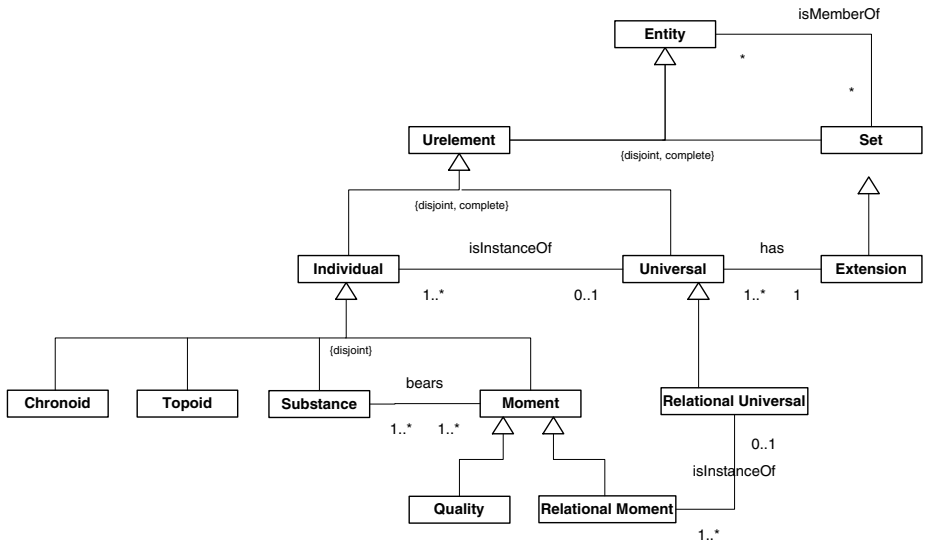 isMemberOf
Entity
*
*
Urelement
Set
{disjoint, complete}
{disjoint, complete}
isInstanceOf
has
Individual
Universal
Extension
1..*
0..1
1..*
1
{disjoint}
bears
Chronoid
Topoid
Substance
Moment
Relational Universal
1..*
1..*
0..1
isInstanceOf
Quality
Relational Moment
1..*